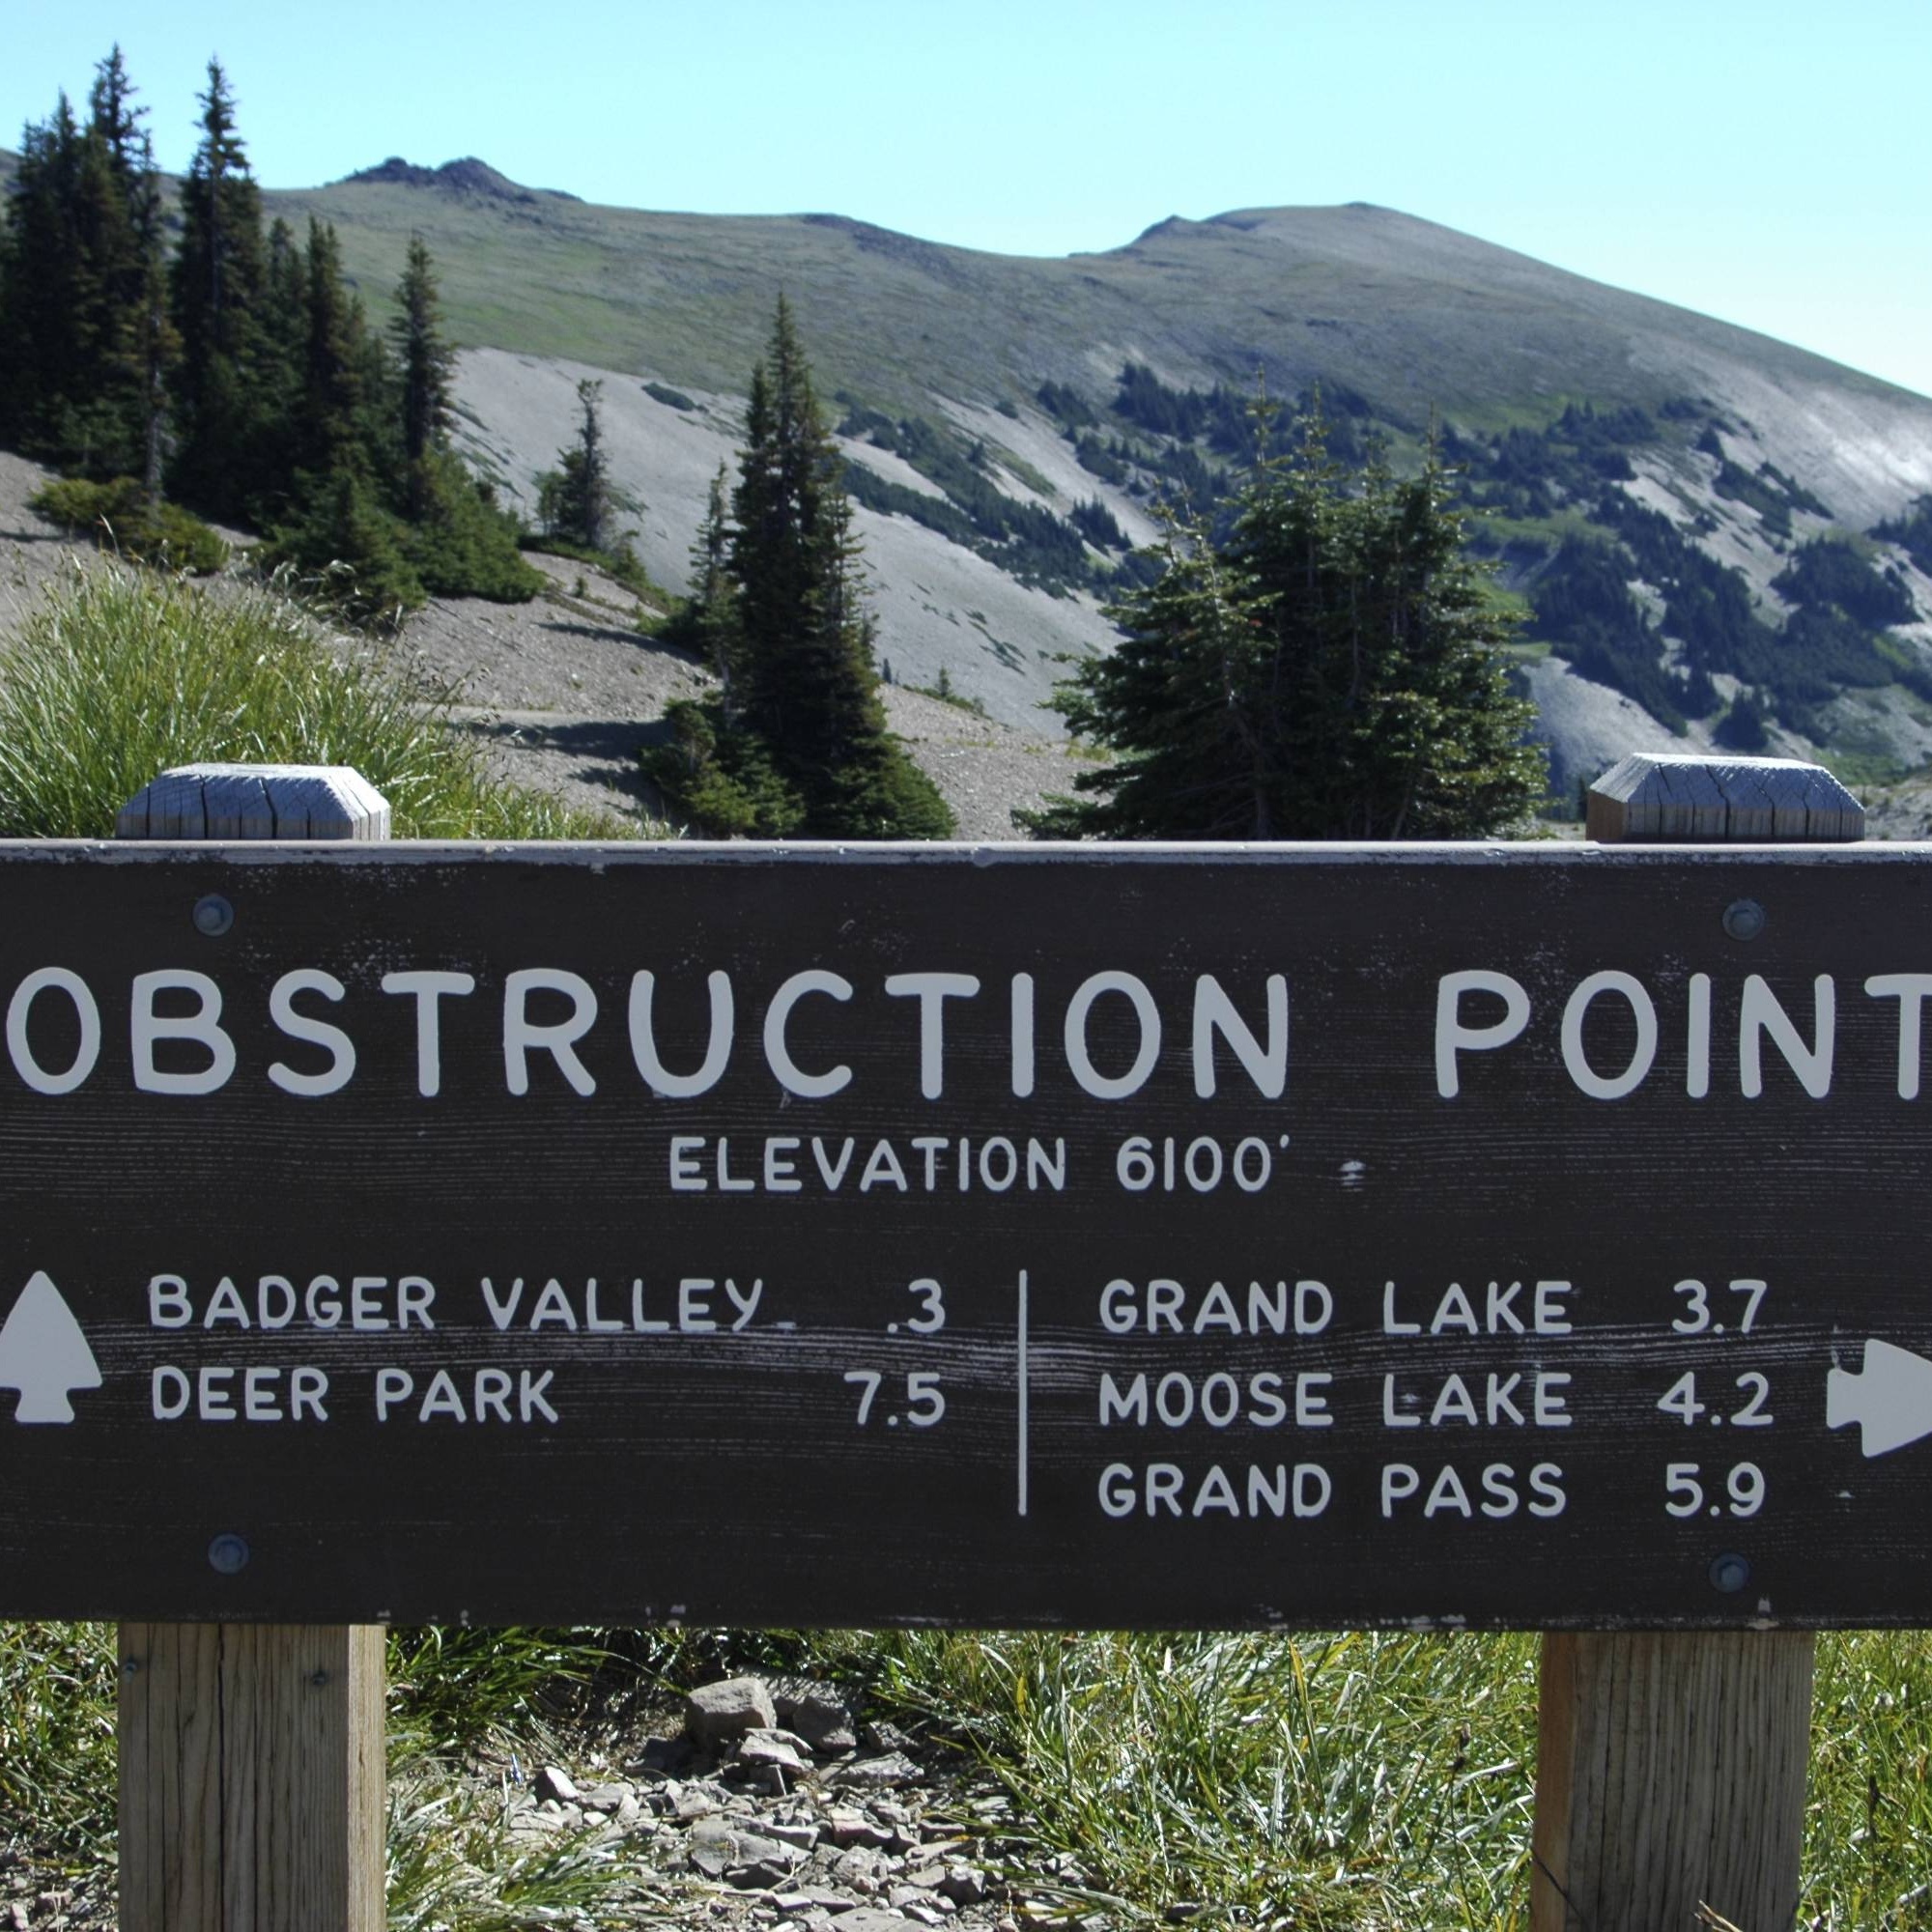 OBSTRUCTION POINT
ELEVATION 6100'
BADGER VALLEY .3
DEER PARK 7.5
GRAND LAKE 3.7
MOOSE LAKE 4.2
GRAND PASS 5.9